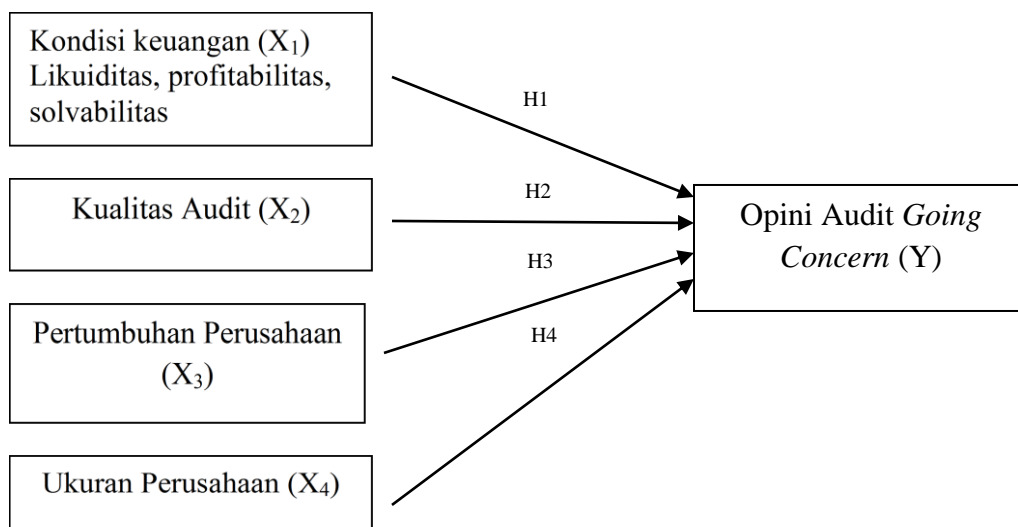 Kondisi keuangan (X₁)
Likuiditas, profitabilitas,
solvabilitas
H1
Kualitas Audit (X₂)
H2
Opini Audit Going
Concern (Y)
H3
Pertumbuhan Perusahaan
(X₃)
H4
Ukuran Perusahaan (X₄)